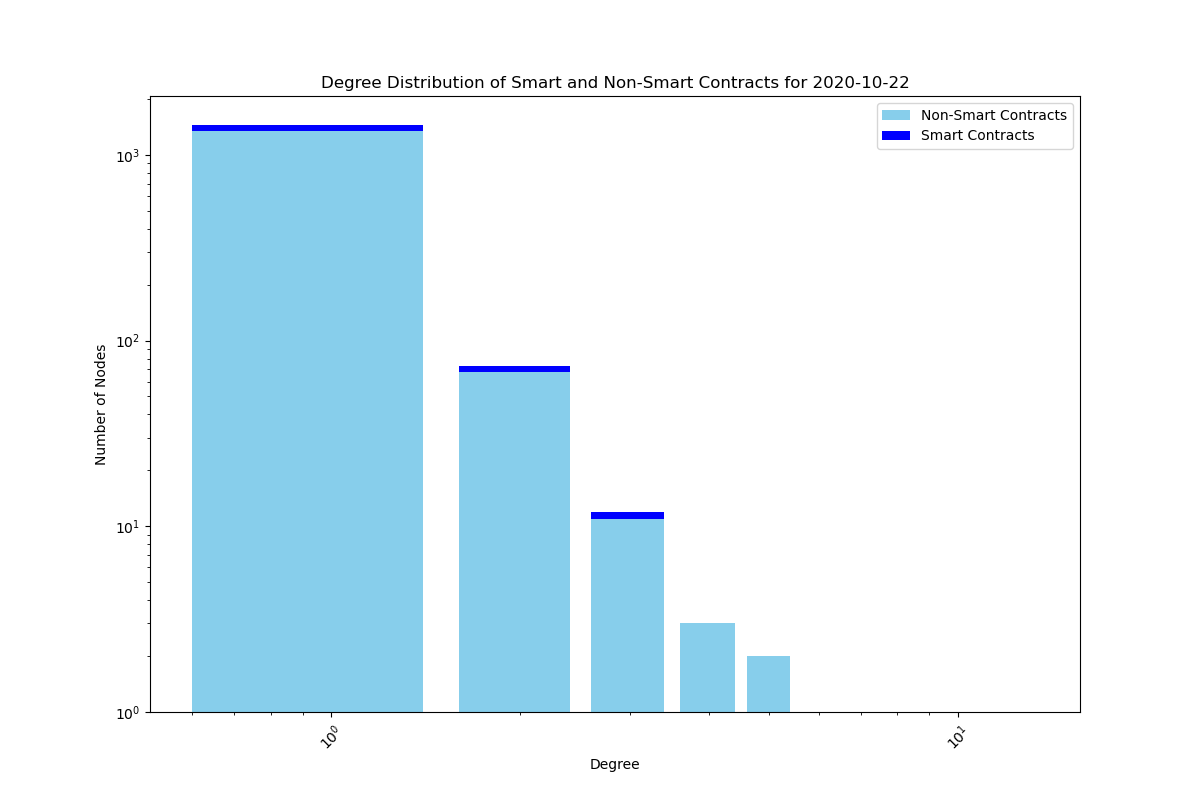 Degree Distribution of Smart and Non-Smart Contracts for 2020-10-22
Non-Smart Contracts
Smart Contracts
Number of Nodes
10³
10²
10¹
10⁰
10⁰
10¹
Degree